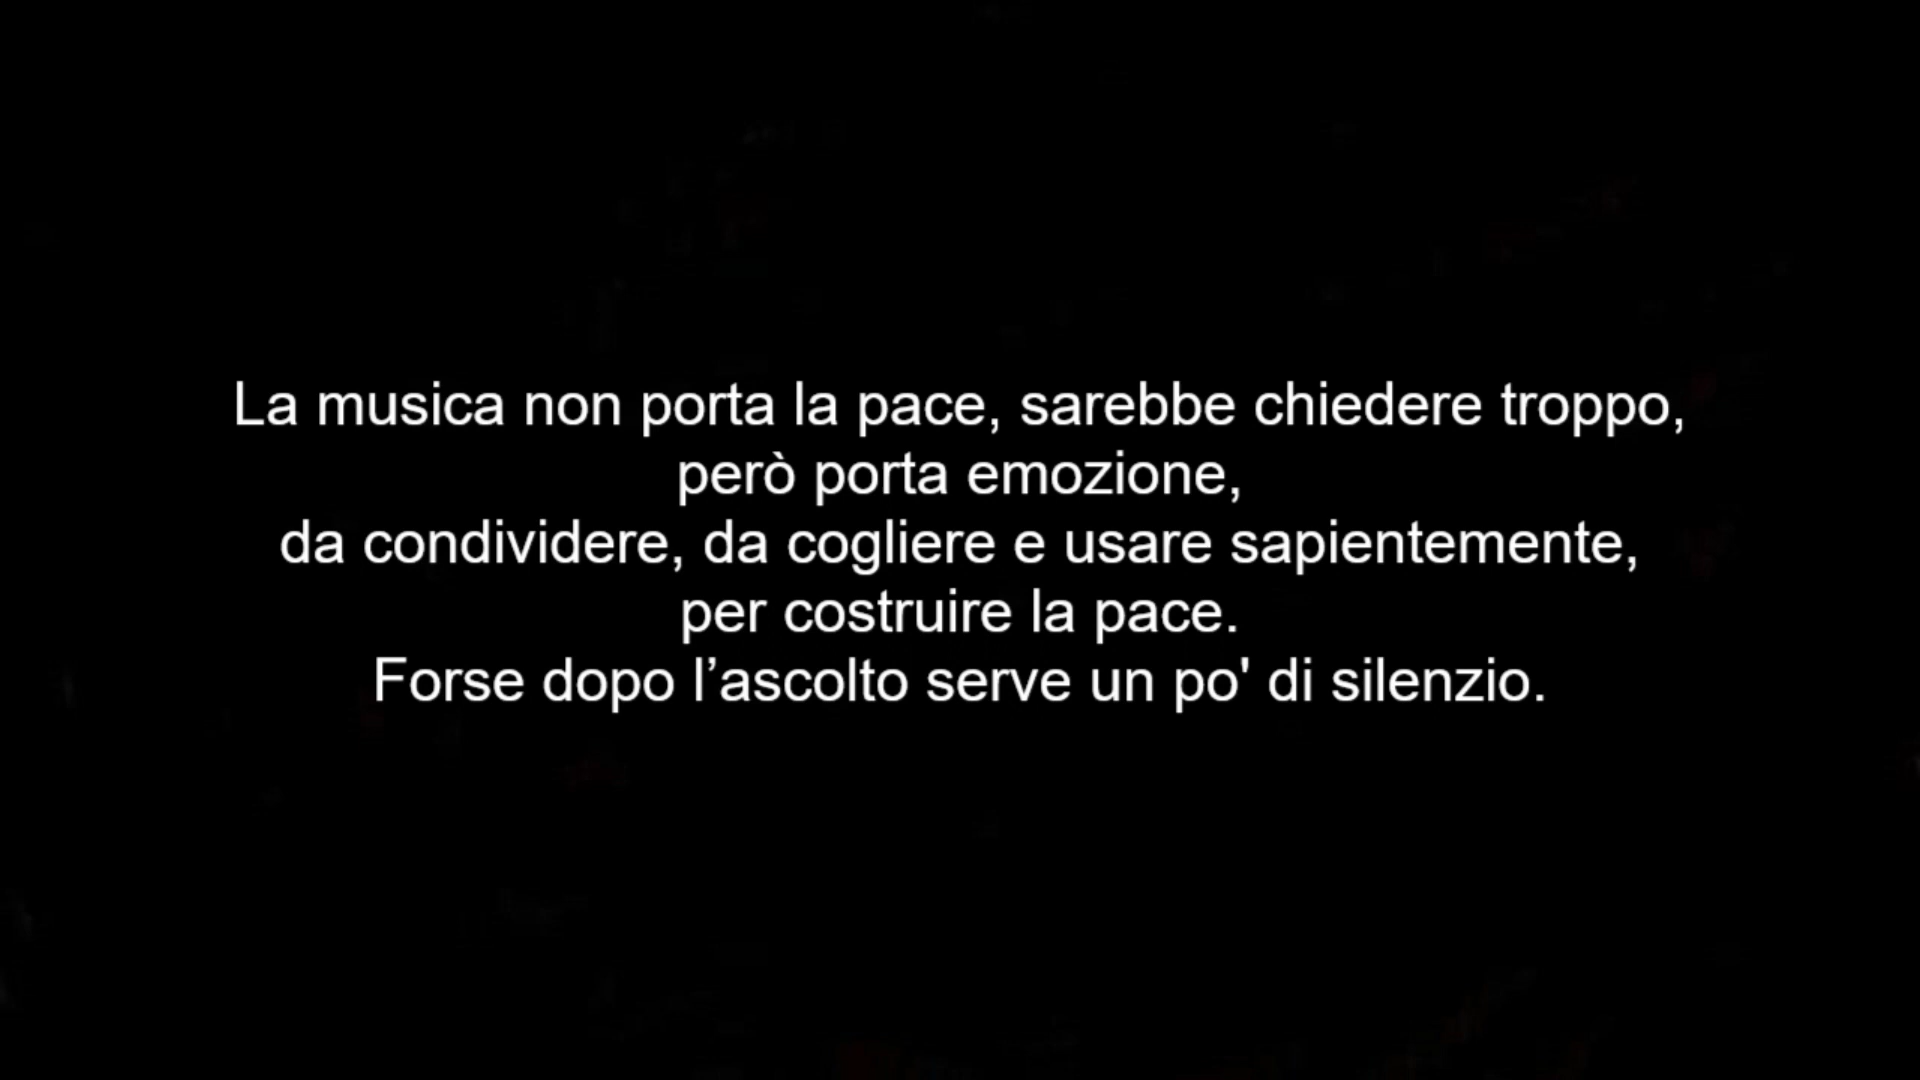 La musica non porta la pace, sarebbe chiedere troppo,
però porta emozione,
da condividere, da cogliere e usare sapientemente,
per costruire la pace.
Forse dopo l’ascolto serve un po' di silenzio.